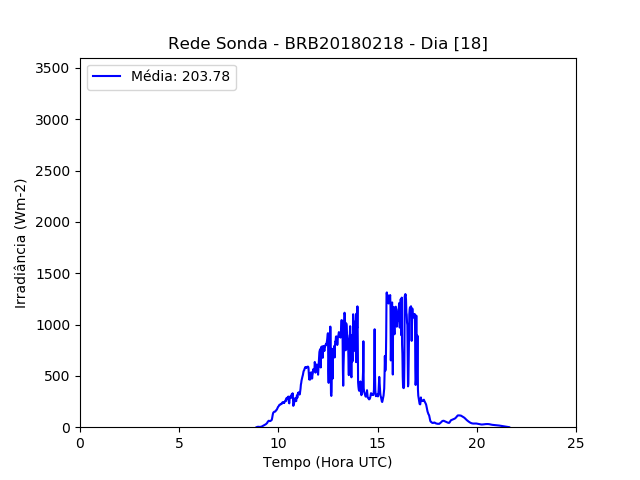 Rede Sonda - BRB20180218 - Dia [18]
Média: 203.78
Irradiância (Wm-2)
3500
3000
2500
2000
1500
1000
500
0
0 5 10 15 20 25
Tempo (Hora UTC)